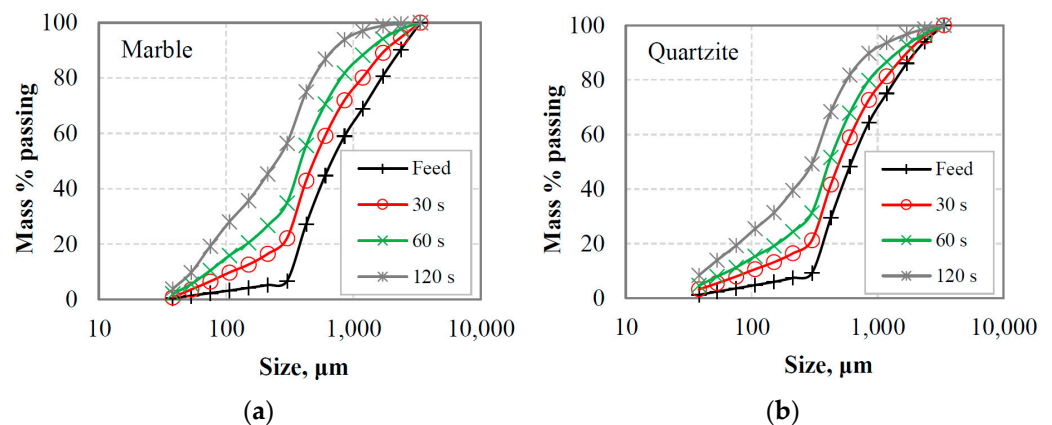 Mass % passing
100
80
60
40
20
0
Marble
Feed
30 s
60 s
120 s
10
100
1,000
10,000
Size, µm
(a)
Mass % passing
100
80
60
40
20
0
Quartzite
Feed
30 s
60 s
120 s
10
100
1,000
10,000
Size, µm
(b)